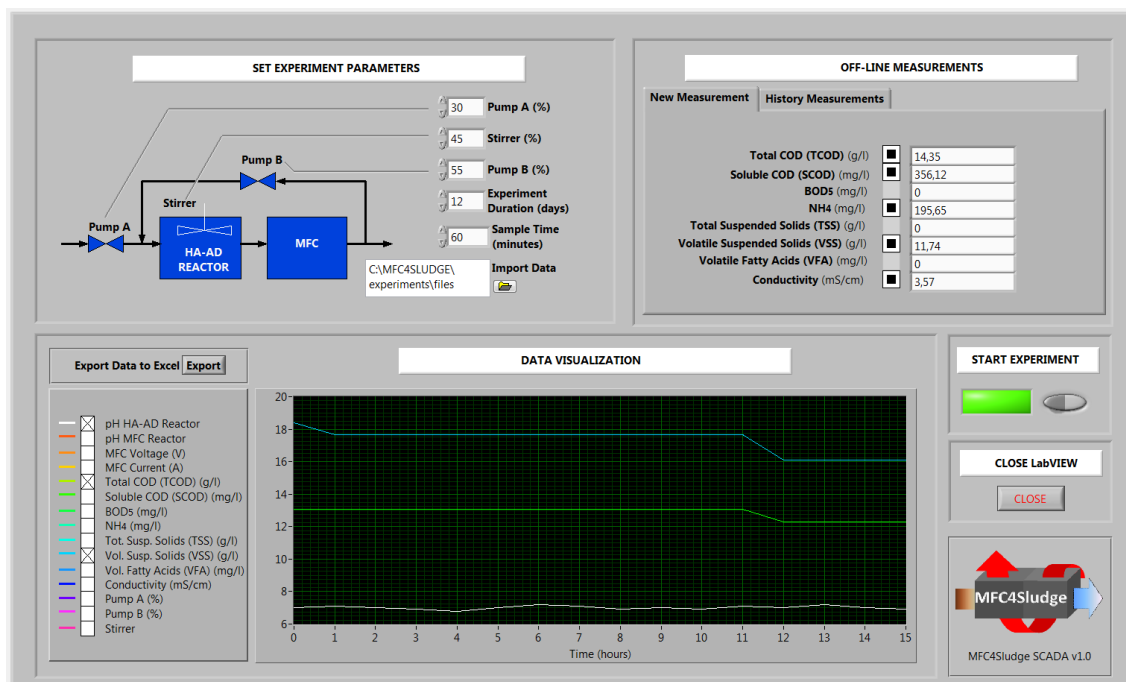 SET EXPERIMENT PARAMETERS
30 Pump A (%)
45 Stirrer (%)
55 Pump B (%)
12 Experiment
Duration (days)
60 Sample Time
(minutes)
Import Data
C:\MFC4SLUDGE\
experiments\files
Pump B
Stirrer
Pump A
HA-AD
REACTOR
MFC
OFF-LINE MEASUREMENTS
New Measurement
History Measurements
Total COD (TCOD) (g/l) 14,35
Soluble COD (SCOD) (mg/l) 356,12
BOD5 (mg/l) 0
NH4 (mg/l) 195,65
Total Suspended Solids (TSS) (g/l) 0
Volatile Suspended Solids (VSS) (g/l) 11,74
Volatile Fatty Acids (VFA) (mg/l) 0
Conductivity (mS/cm) 3,57
Export Data to Excel Export
DATA VISUALIZATION
pH HA-AD Reactor
pH MFC Reactor
MFC Voltage (V)
MFC Current (A)
Total COD (TCOD) (g/l)
Soluble COD (SCOD) (mg/l)
BOD5 (mg/l)
NH4 (mg/l)
Tot. Susp. Solids (TSS) (g/l)
Vol. Susp. Solids (VSS) (g/l)
Vol. Fatty Acids (VFA) (mg/l)
Conductivity (mS/cm)
Pump A (%)
Pump B (%)
Stirrer
20
18
16
14
12
10
8
6
0 1 2 3 4 5 6 7 8 9 10 11 12 13 14 15
Time (hours)
START EXPERIMENT
CLOSE LabVIEW
CLOSE
MFC4Sludge
MFC4Sludge SCADA v1.0